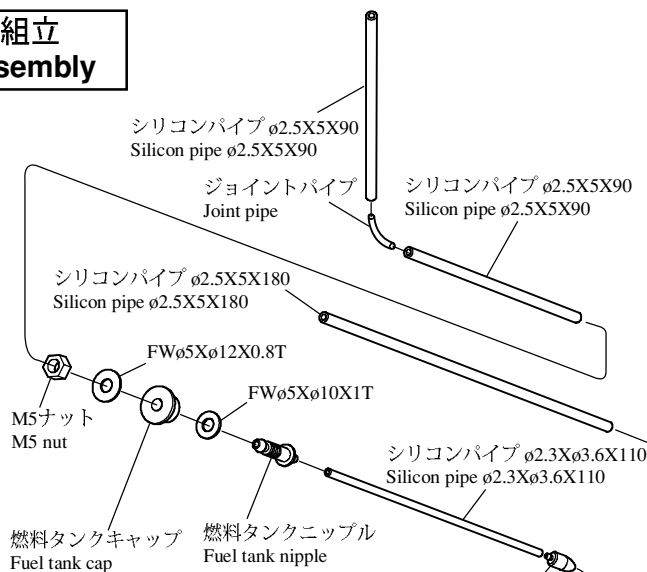 組立
sembly
シリコンパイプ ø2.5X5X90
Silicon pipe ø2.5X5X90
ジョイントパイプ
Joint pipe
シリコンパイプ ø2.5X5X90
Silicon pipe ø2.5X5X90
シリコンパイプ ø2.5X5X180
Silicon pipe ø2.5X5X180
FWø5Xø12X0.8T
FWø5Xø10X1T
M5ナット
M5 nut
シリコンパイプ ø2.3Xø3.6X110
Silicon pipe ø2.3Xø3.6X110
燃料タンクキャップ
Fuel tank cap
燃料タンクニップル
Fuel tank nipple